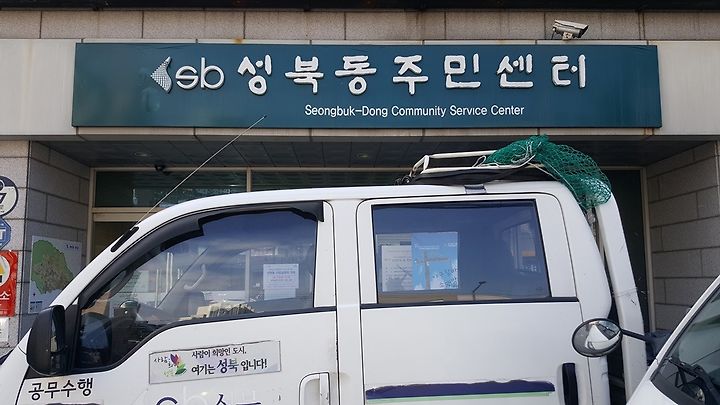 sb 성북동주민센터
Seongbuk-Dong Community Service Center
사람이 희망인 도시,
여기는 성북 입니다!
공무수행